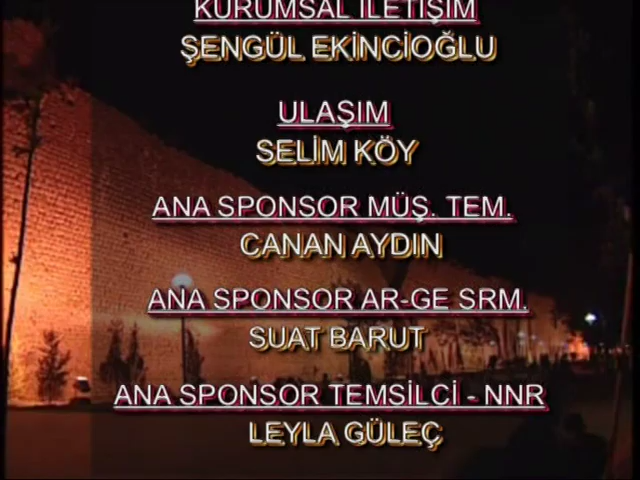 KURUMSAL İLETİŞİM
ŞENGÜL EKİNCİOĞLU
ULAŞIM
SELİM KÖY
ANA SPONSOR MÜŞ. TEM.
CANAN AYDIN
ANA SPONSOR AR-GE SRM.
SUAT BARUT
ANA SPONSOR TEMSİLCİ - NNR
LEYLA GÜLEÇ